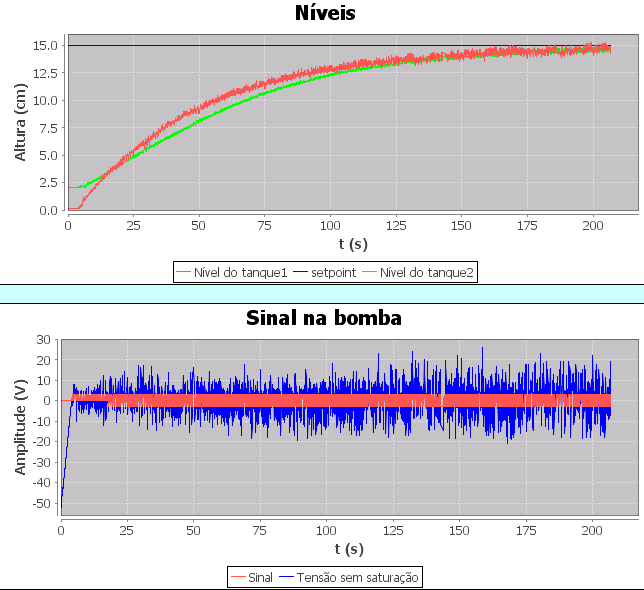 Níveis
15.0
12.5
10.0
7.5
5.0
2.5
0.0
Altura (cm)
0 25 50 75 100 125 150 175 200
t (s)
Nível do tanque1 setpoint Nível do tanque2
Sinal na bomba
30
20
10
0
-10
-20
-30
-40
-50
Amplitude (V)
0 25 50 75 100 125 150 175 200
t (s)
Sinal Tensão sem saturação